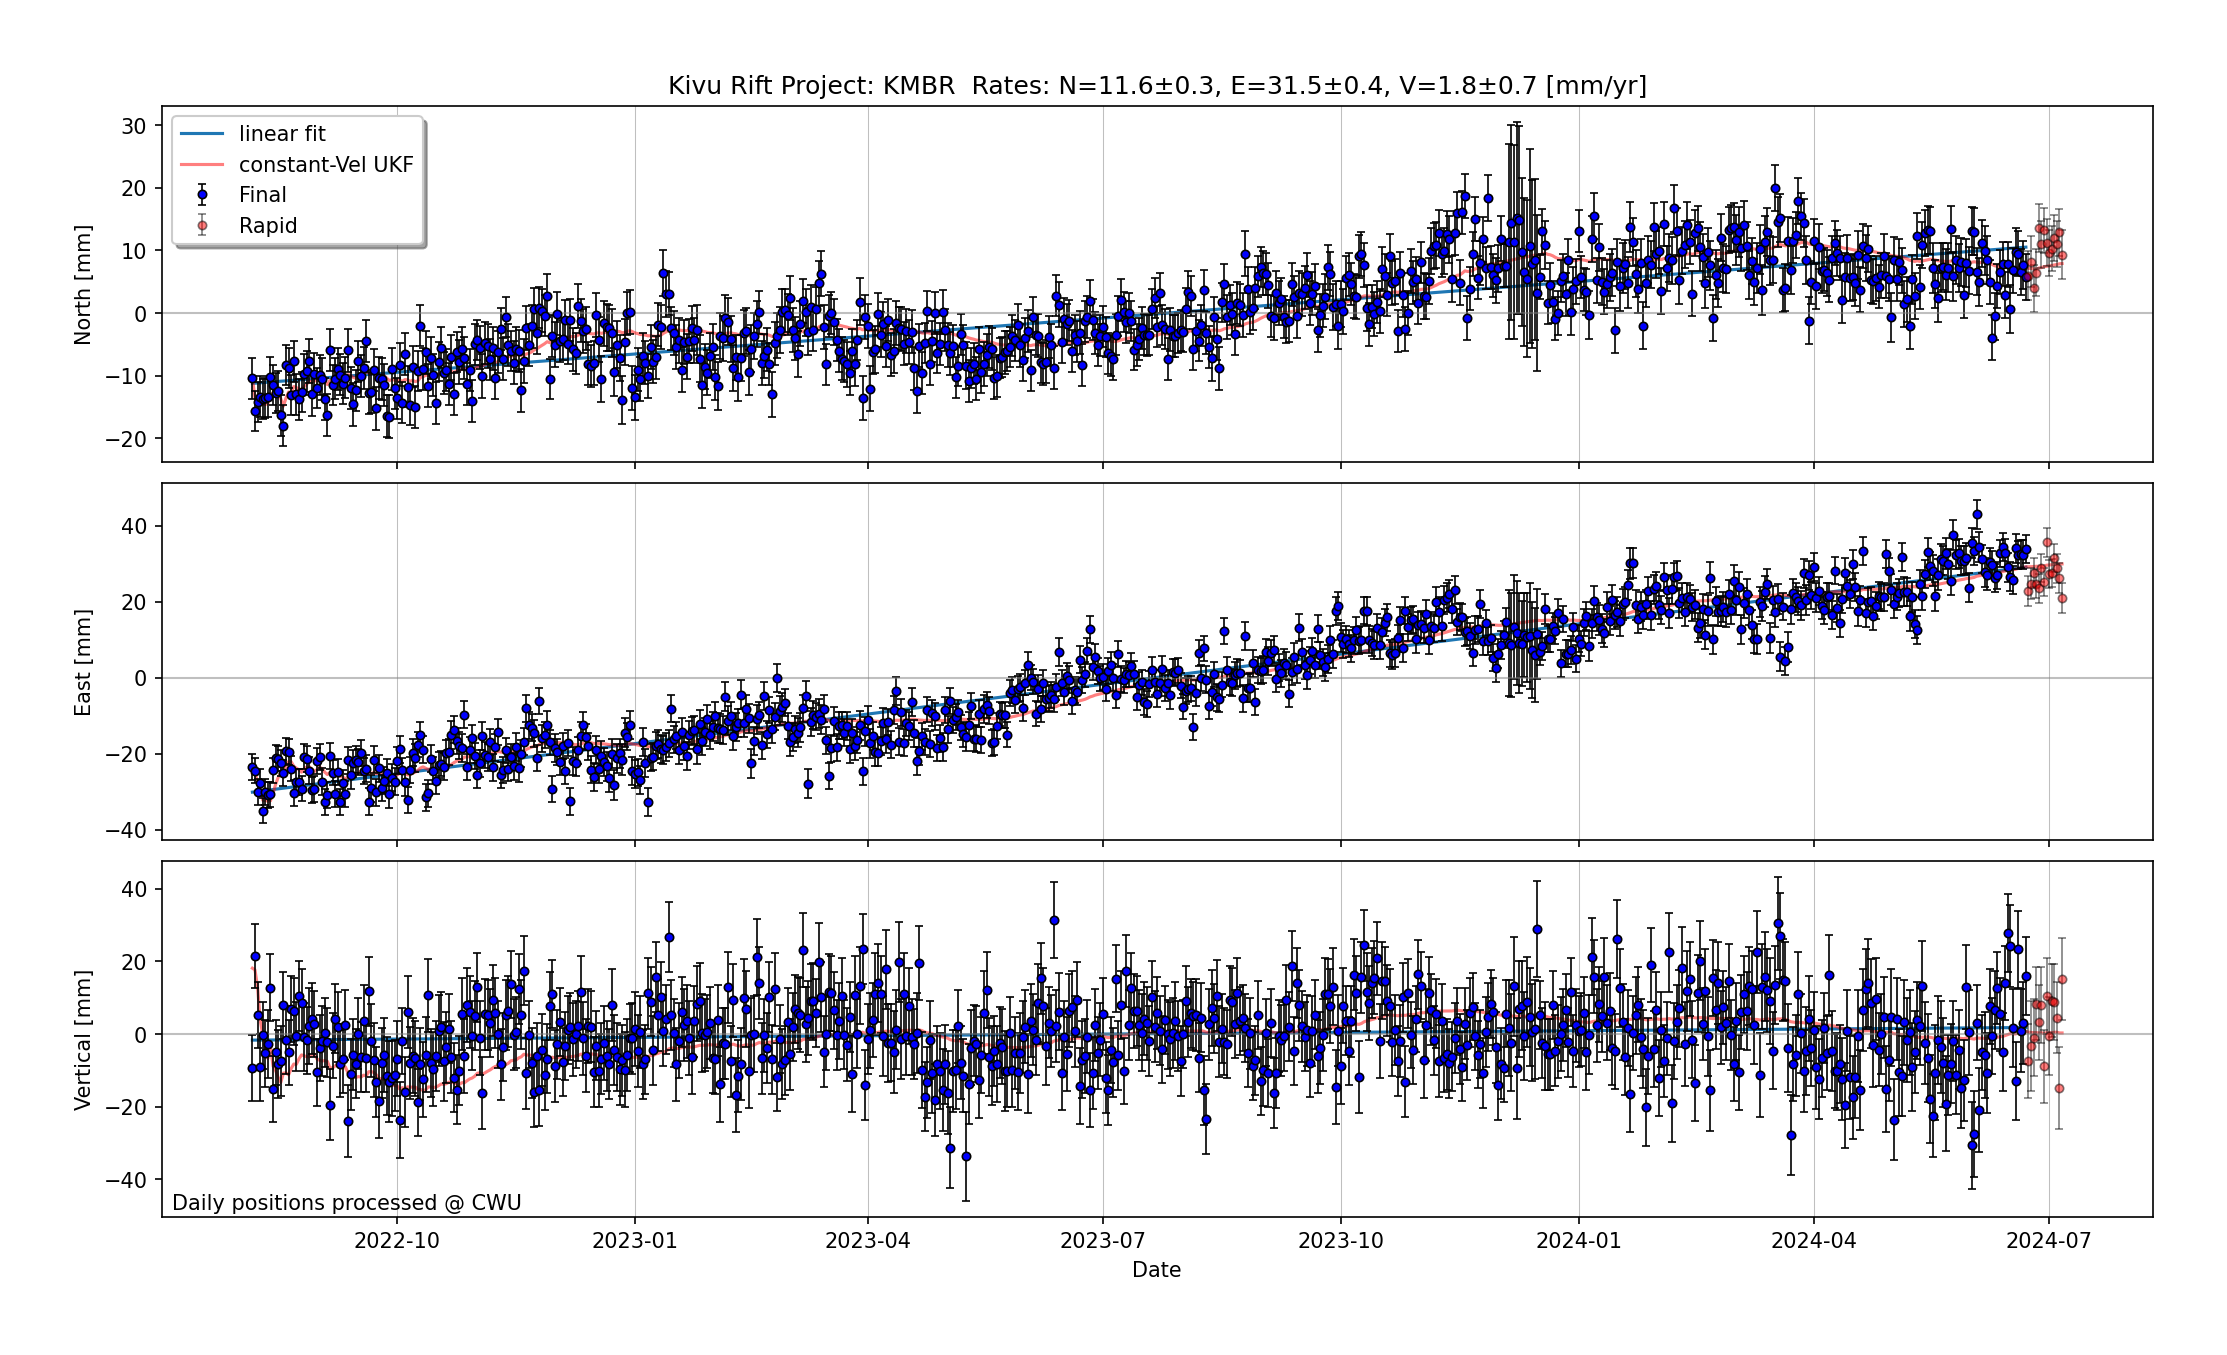 Kivu Rift Project: KMBR  Rates: N=11.6±0.3, E=31.5±0.4, V=1.8±0.7 [mm/yr]
linear fit
constant-Vel UKF
Final
Rapid
North [mm]
30
20
10
0
−10
−20
East [mm]
40
20
0
−20
−40
Vertical [mm]
40
20
0
−20
−40
Daily positions processed @ CWU
2022-10 2023-01 2023-04 2023-07 2023-10 2024-01 2024-04 2024-07
Date